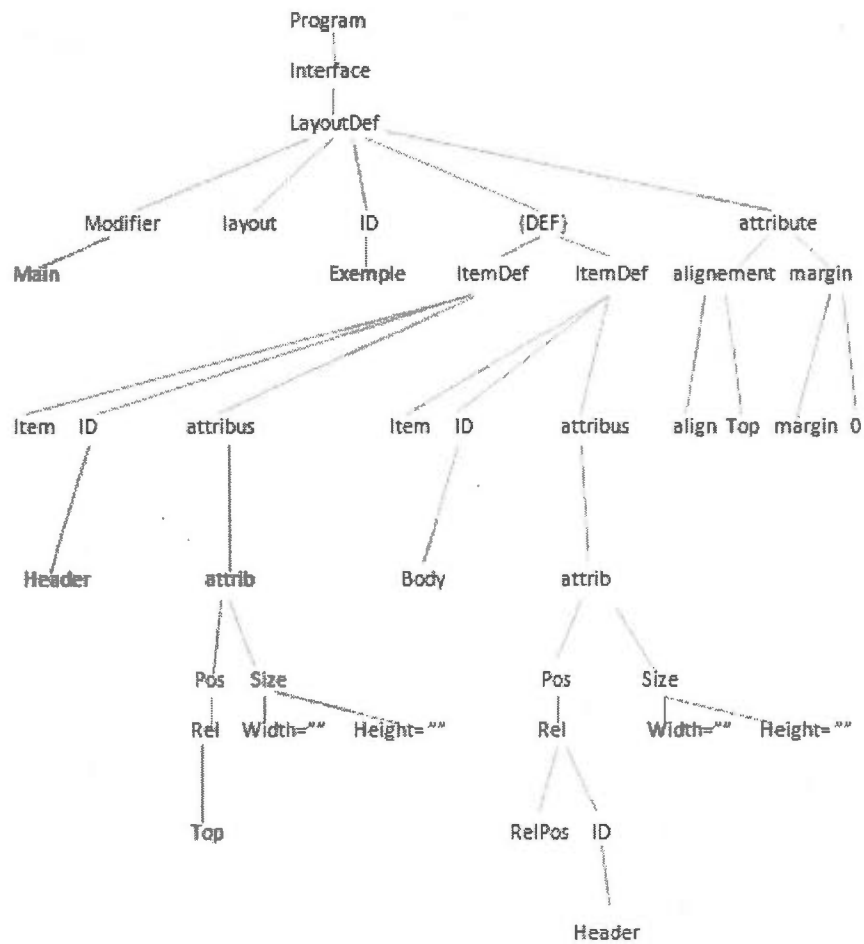 Program
Interface
LayoutDef
Modifier layout ID {DEF} attribute
Main Exemple ItemDef ItemDef alignement margin
Item ID attribus Item ID attribus align Top margin 0
Header attrib Body attrib
Pos Size Pos Size
Rel Width="" Height="" Rel Width="" Height=""
Top RelPos ID
Header